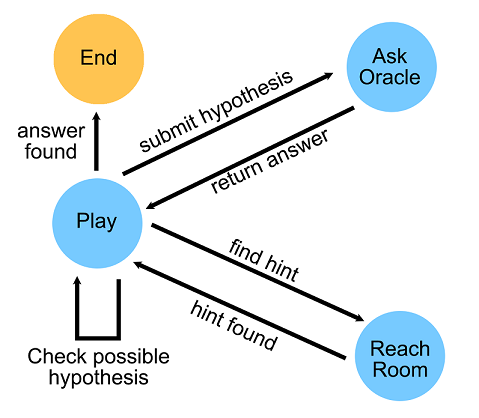 End
Ask
Oracle
submit hypothesis
answer
found
return answer
Play
find hint
hint found
Check possible
hypothesis
Reach
Room